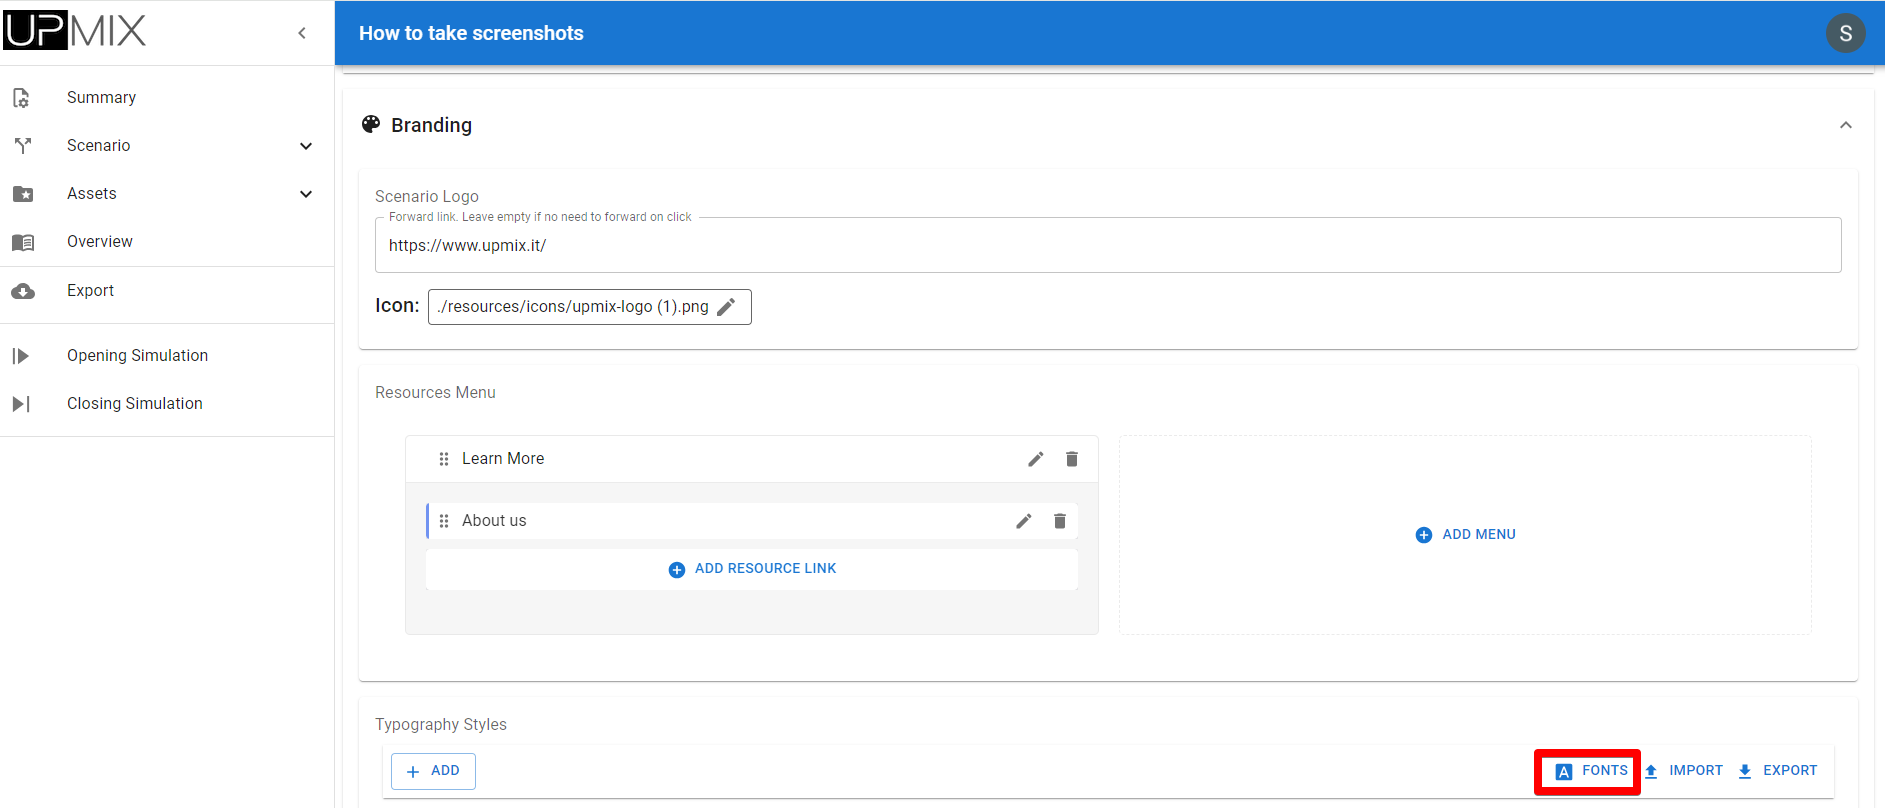 UPMIX
How to take screenshots
S
Summary
Scenario
Assets
Overview
Export
Opening Simulation
Closing Simulation
Branding
Scenario Logo
Forward link. Leave empty if no need to forward on click
https://www.upmix.it/
Icon: ./resources/icons/upmix-logo (1).png
Resources Menu
Learn More
About us
ADD RESOURCE LINK
ADD MENU
Typography Styles
ADD
A FONTS
IMPORT
EXPORT